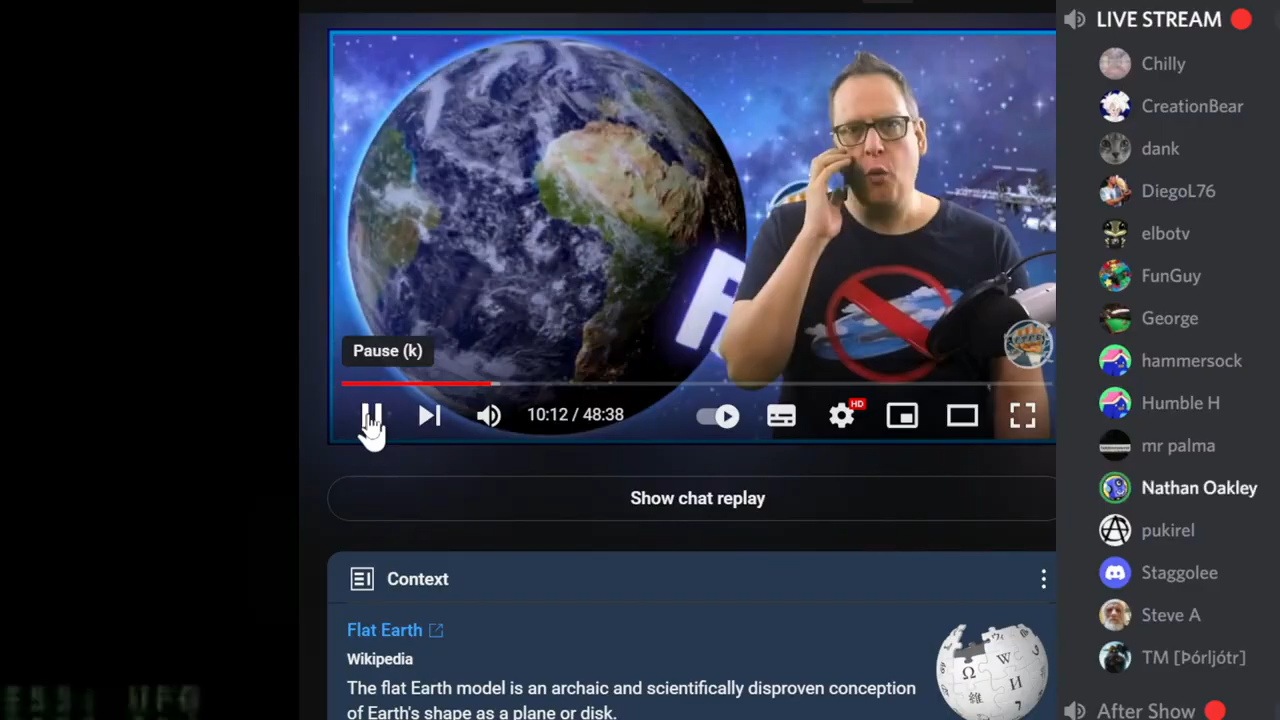 LIVE STREAM
Chilly
CreationBear
dank
DiegoL76
elbotv
FunGuy
George
hammersock
Humble H
mr palma
Nathan Oakley
pukirel
Staggolee
Steve A
TM [Þórljótr]
After Show
Pause (k)
10:12 / 48:38
HD
Show chat replay
Context
Flat Earth
Wikipedia
The flat Earth model is an archaic and scientifically disproven conception
of Earth's shape as a plane or disk.